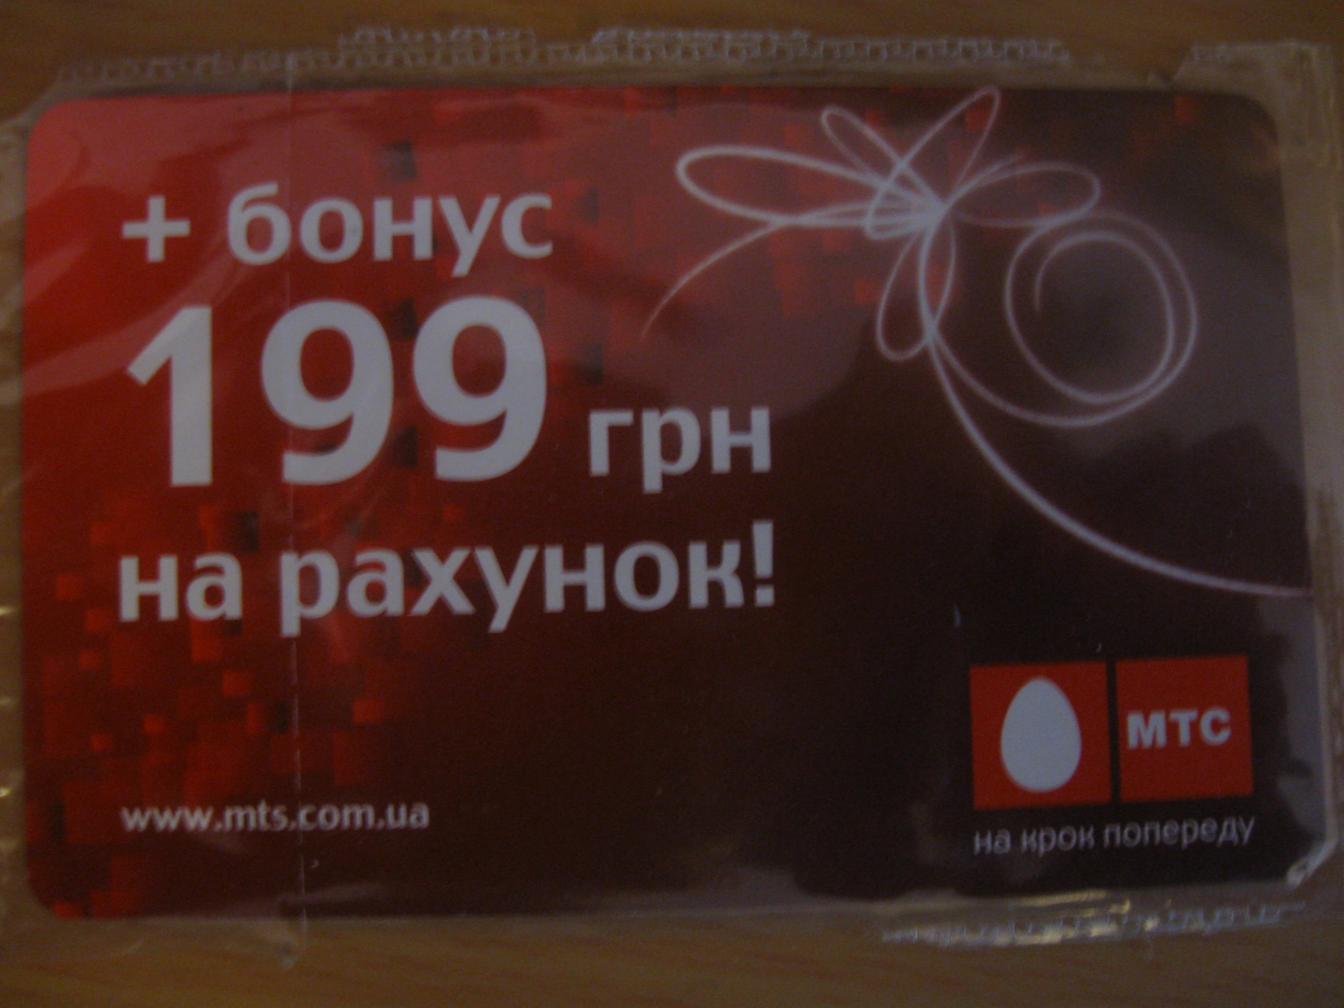 + бонус
199 грн
на рахунок!
www.mts.com.ua
МТС
на крок попереду